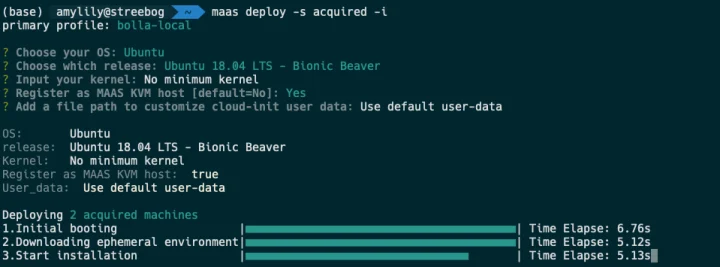 (base) amylily@streebog ~ maas deploy -s acquired -i
primary profile: bolla-local
? Choose your OS: Ubuntu
? Choose which release: Ubuntu 18.04 LTS - Bionic Beaver
? Input your kernel: No minimum kernel
? Register as MAAS KVM host [default=No]: Yes
? Add a file path to customize cloud-init user data: Use default user-data
OS: Ubuntu
release: Ubuntu 18.04 LTS - Bionic Beaver
Kernel: No minimum kernel
Register as MAAS KVM host: true
User_data: Use default user-data
Deploying 2 acquired machines
1.Initial booting | | Time Elapse: 6.76s
2.Downloading ephemeral environment| | Time Elapse: 5.12s
3.Start installation | | Time Elapse: 5.13s